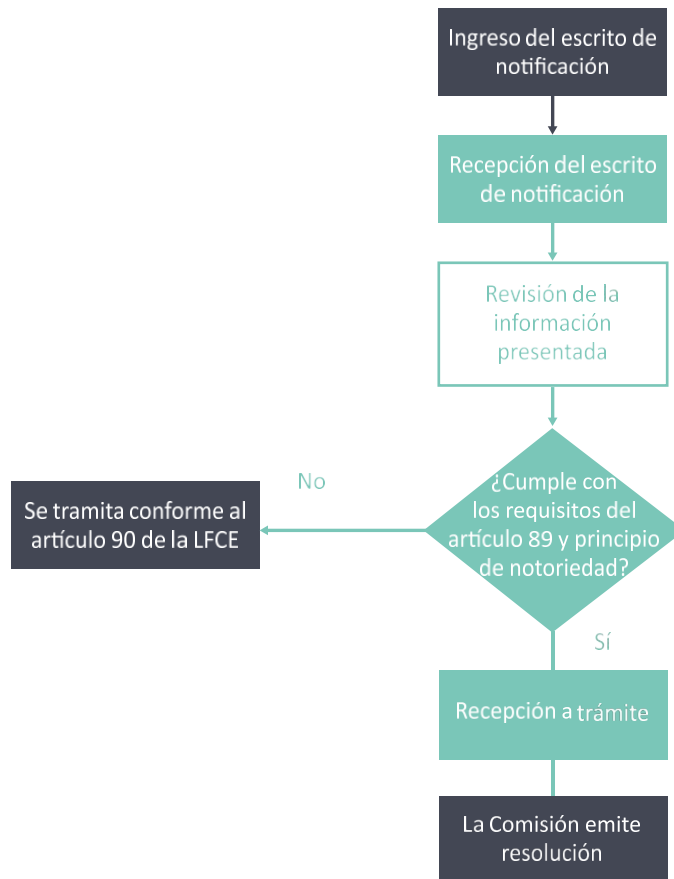 Ingreso del escrito de
notificación
Recepción del escrito
de notificación
Revisión de la
información
presentada
¿Cumple con
los requisitos del
artículo 89 y principio
de notoriedad?
No
Se tramita conforme al
artículo 90 de la LFCE
Sí
Recepción a trámite
La Comisión emite
resolución